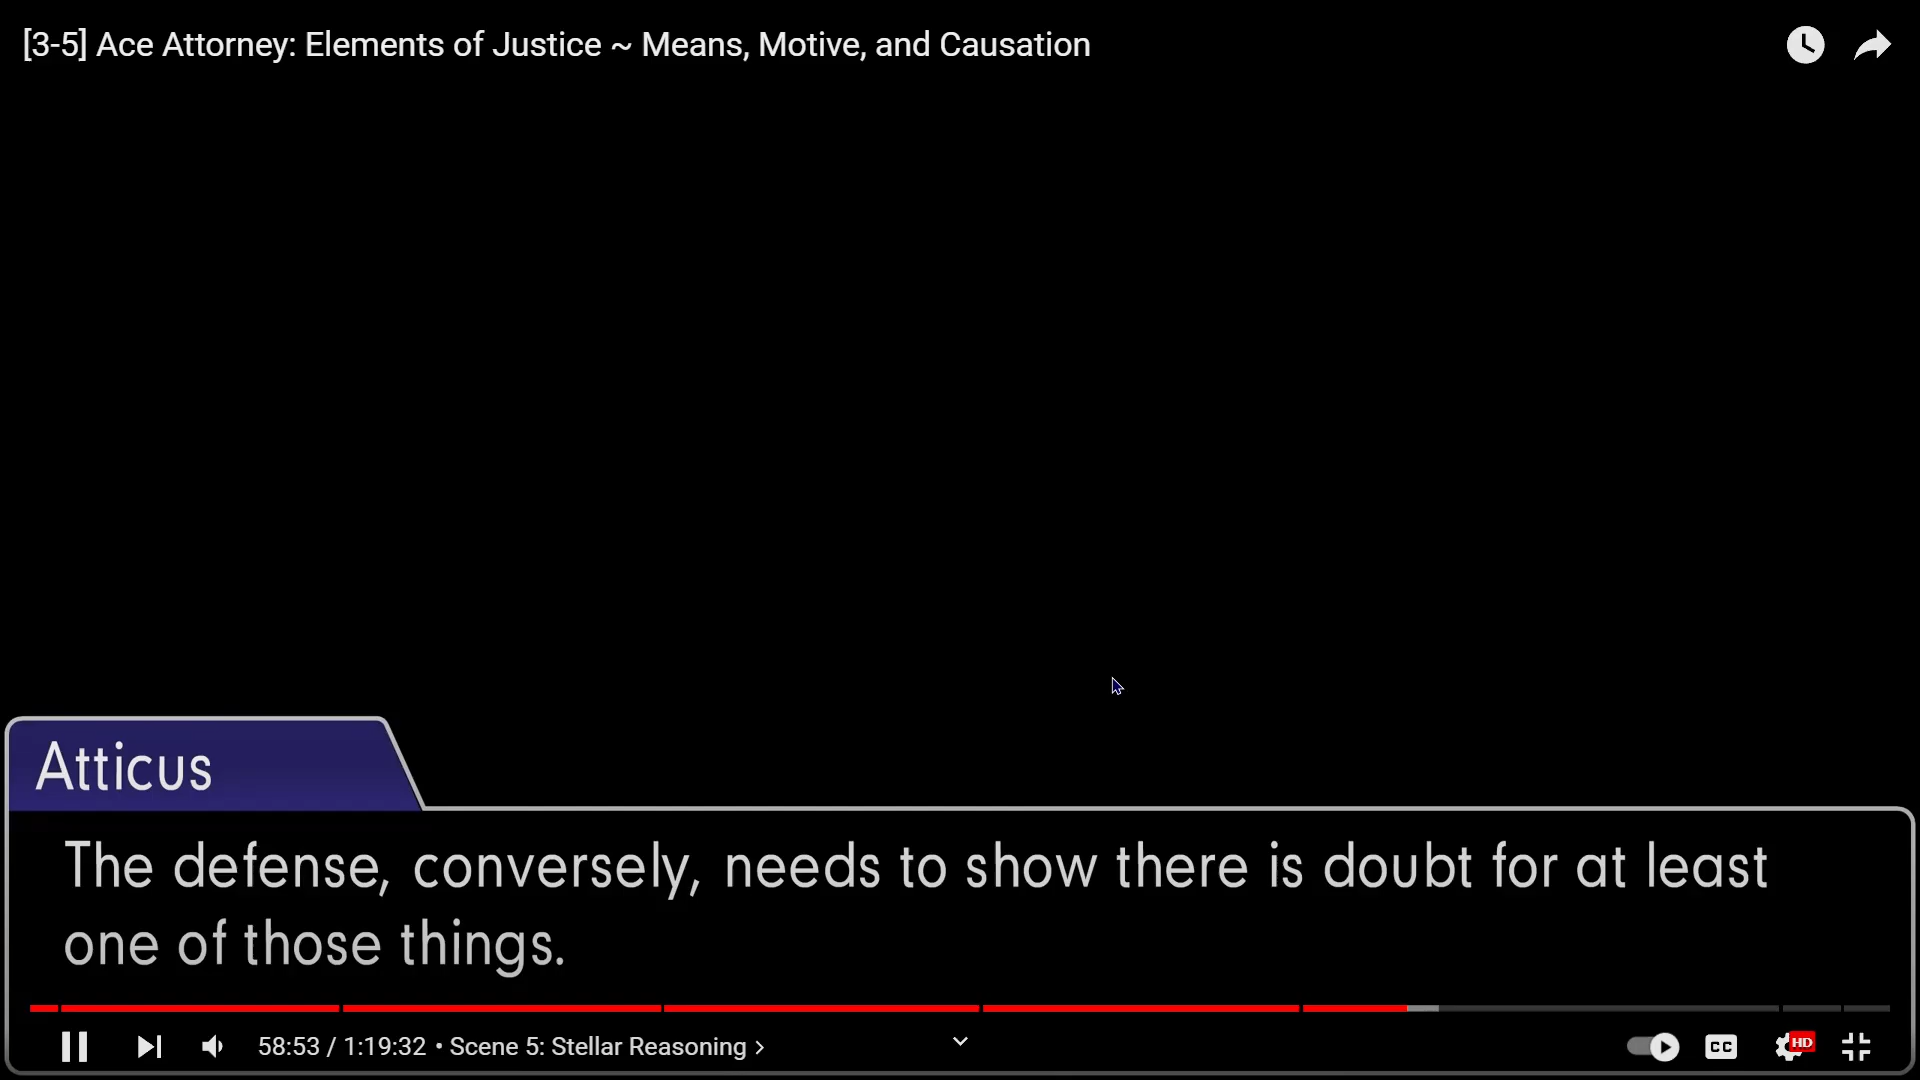 [3-5] Ace Attorney: Elements of Justice ~ Means, Motive, and Causation
Atticus
The defense, conversely, needs to show there is doubt for at least
one of those things.
58:53 / 1:19:32 • Scene 5: Stellar Reasoning >
CC
HD